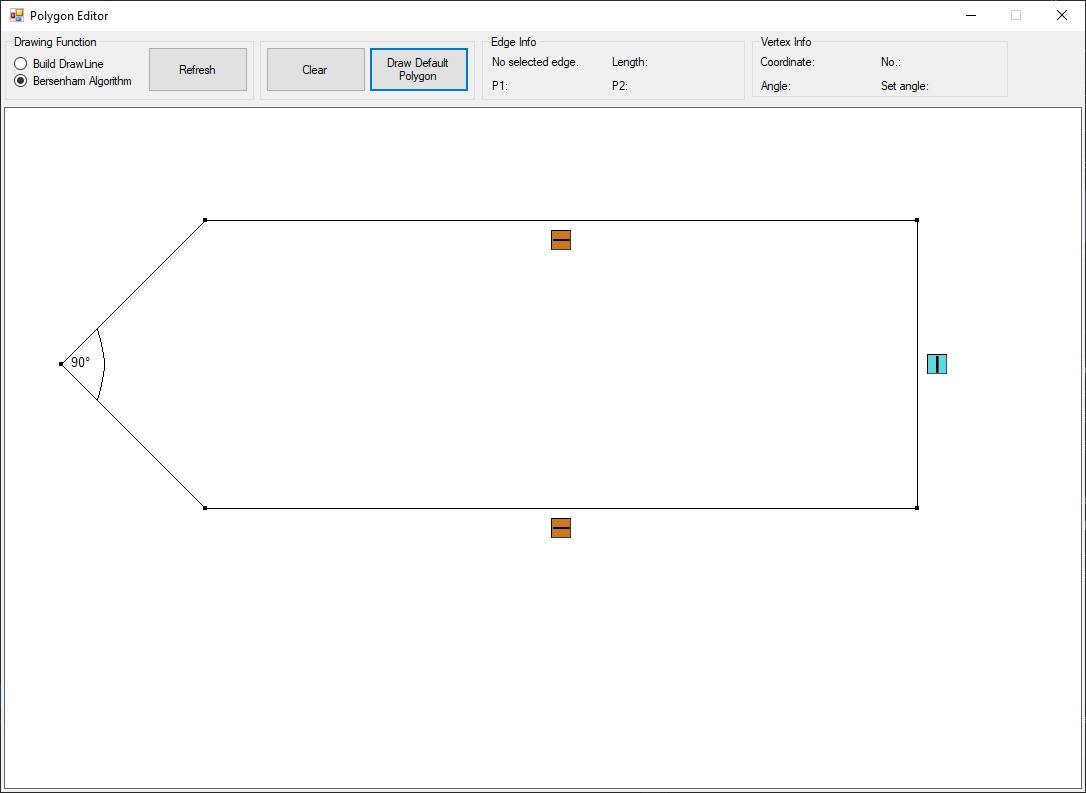 Polygon Editor
Drawing Function
Build DrawLine
Bersenham Algorithm
Refresh
Clear
Draw Default
Polygon
Edge Info
No selected edge.
Length:
P1:
P2:
Vertex Info
Coordinate:
No.:
Angle:
Set angle:
90°